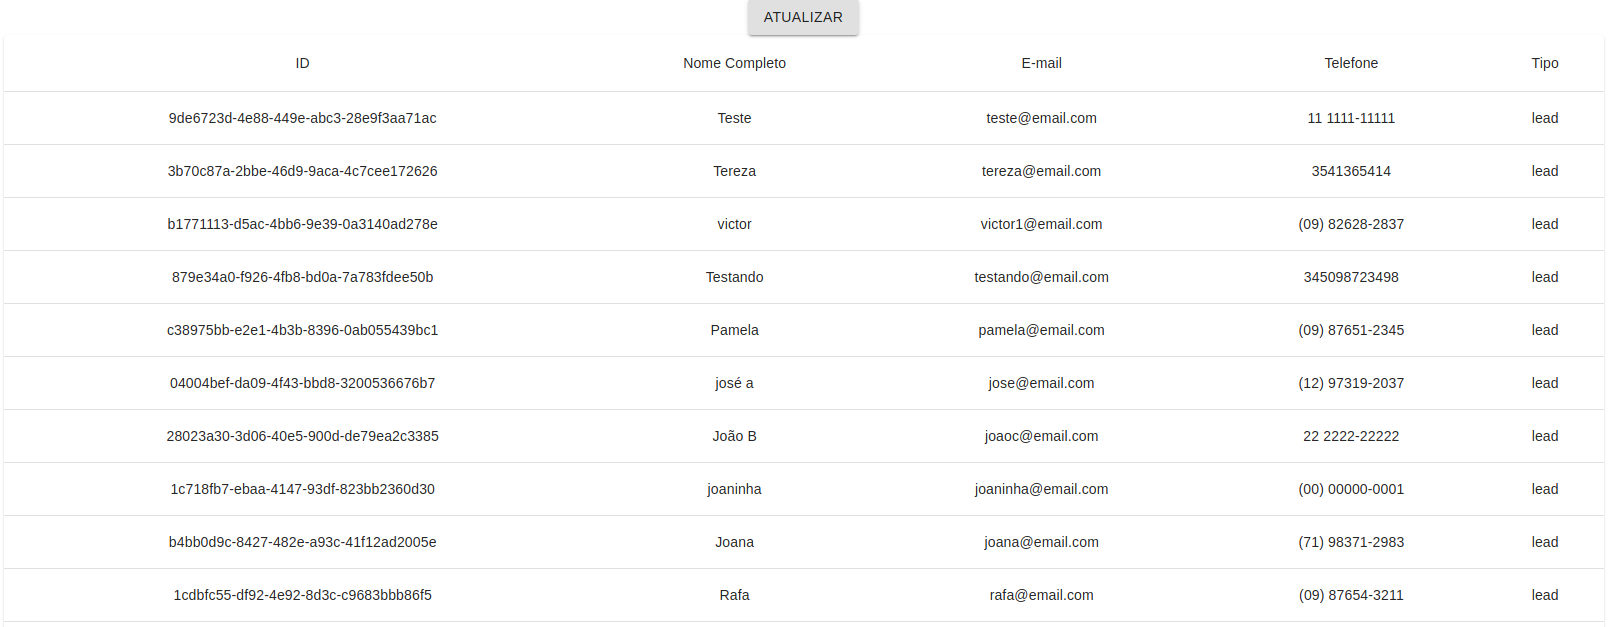 ATUALIZAR
ID Nome Completo E-mail Telefone Tipo
9de6723d-4e88-449e-abc3-28e9f3aa71ac Teste teste@email.com 11 1111-11111 lead
3b70c87a-2bbe-46d9-9aca-4c7cee172626 Tereza tereza@email.com 3541365414 lead
b1771113-d5ac-4bb6-9e39-0a3140ad278e victor victor1@email.com (09) 82628-2837 lead
879e34a0-f926-4fb8-bd0a-7a783fdee50b Testando testando@email.com 345098723498 lead
c38975bb-e2e1-4b3b-8396-0ab055439bc1 Pamela pamela@email.com (09) 87651-2345 lead
04004bef-da09-4f43-bbd8-3200536676b7 josé a jose@email.com (12) 97319-2037 lead
28023a30-3d06-40e5-900d-de79ea2c3385 João B joaoc@email.com 22 2222-22222 lead
1c718fb7-ebaa-4147-93df-823bb2360d30 joaninha joaninha@email.com (00) 00000-0001 lead
b4bb0d9c-8427-482e-a93c-41f12ad2005e Joana joana@email.com (71) 98371-2983 lead
1cdbfc55-df92-4e92-8d3c-c9683bbb86f5 Rafa rafa@email.com (09) 87654-3211 lead